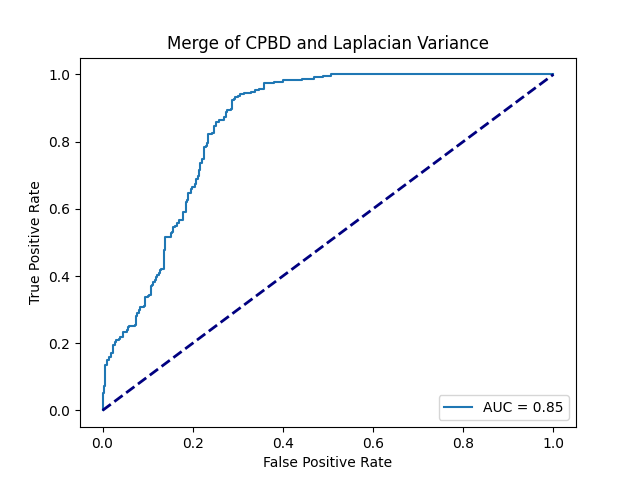 Merge of CPBD and Laplacian Variance
1.0
0.8
0.6
0.4
0.2
0.0
True Positive Rate
AUC = 0.85
0.0 0.2 0.4 0.6 0.8 1.0
False Positive Rate